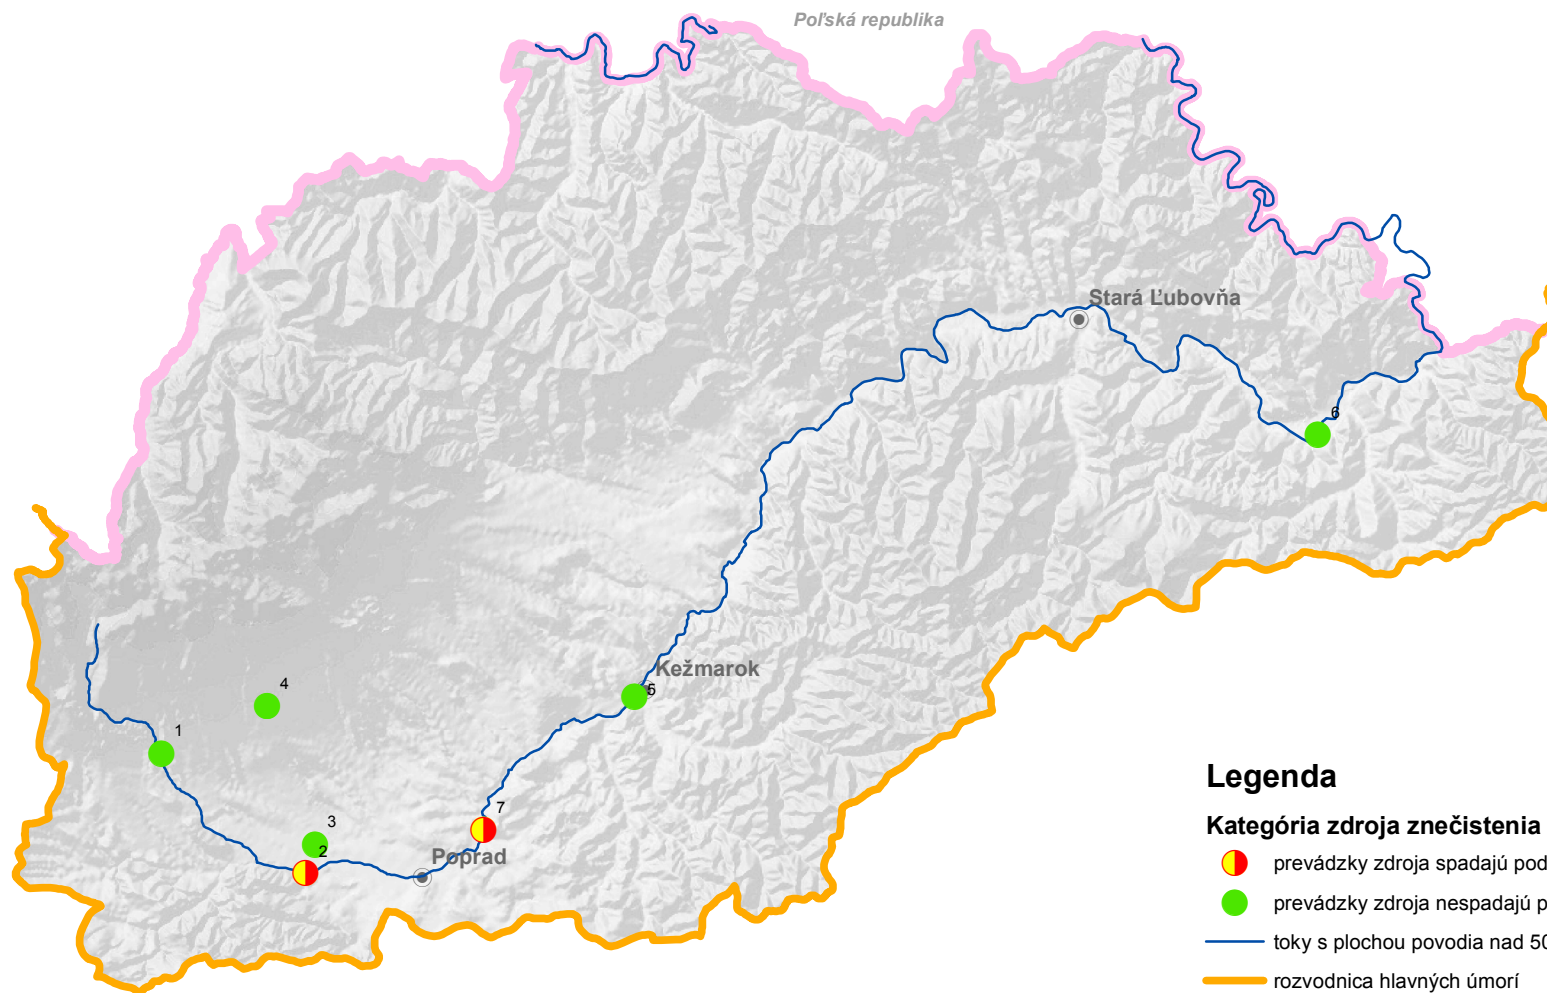 Poľská republika
Stará Ľubovňa
6
Kežmarok
5
4
1
7
3
2
Poprad
Legenda
Kategória zdroja znečistenia
prevádzky zdroja spadajú pod
prevádzky zdroja nespadajú p
toky s plochou povodia nad 50
rozvodnica hlavných úmorí